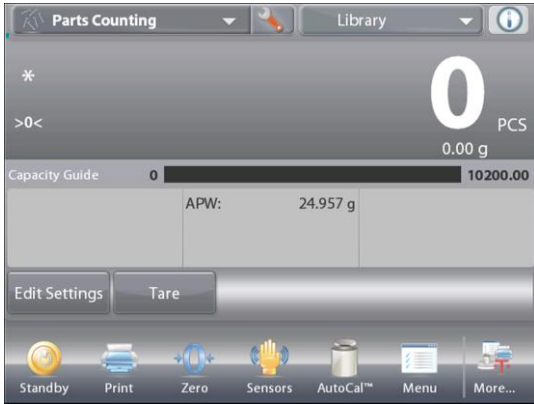 Parts Counting
Library
*
>0<
0
PCS
0.00 g
Capacity Guide 0 10200.00
APW: 24.957 g
Edit Settings Tare
Standby Print Zero Sensors AutoCal™ Menu More...